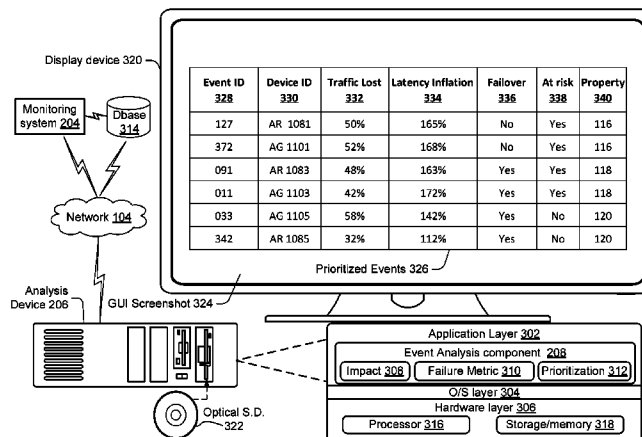 Display device 320
Event ID Device ID Traffic Lost Latency Inflation Failover At risk Property
328 330 332 334 336 338 340
127 AR 1081 50% 165% No Yes 116
372 AG 1101 52% 168% No Yes 116
091 AR 1083 48% 163% Yes Yes 118
011 AG 1103 42% 172% Yes Yes 118
033 AG 1105 58% 142% Yes No 120
342 AR 1085 32% 112% Yes No 120
Prioritized Events 326
GUI Screenshot 324
Monitoring
system 204
Dbase
314
Network 104
Analysis
Device 206
Optical S.D.
322
Application Layer 302
Event Analysis component 208
Impact 308 Failure Metric 310 Prioritization 312
O/S layer 304
Hardware layer 306
Processor 316 Storage/memory 318